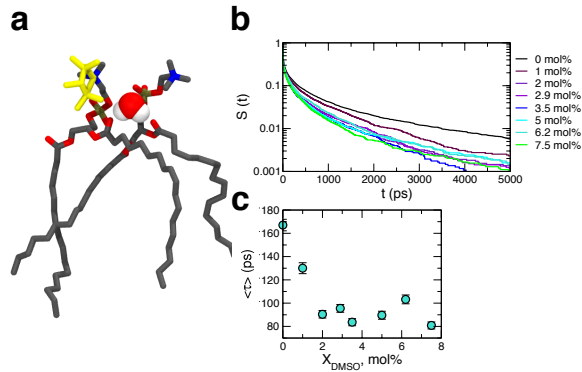 a
b
S (t)
1
0.1
0.01
0.001
0 1000 2000 3000 4000 5000
t (ps)
0 mol%
1 mol%
2 mol%
2.9 mol%
3.5 mol%
5 mol%
6.2 mol%
7.5 mol%
c
<τ> (ps)
180
160
140
120
100
80
0 2 4 6 8
X_DMSO, mol%